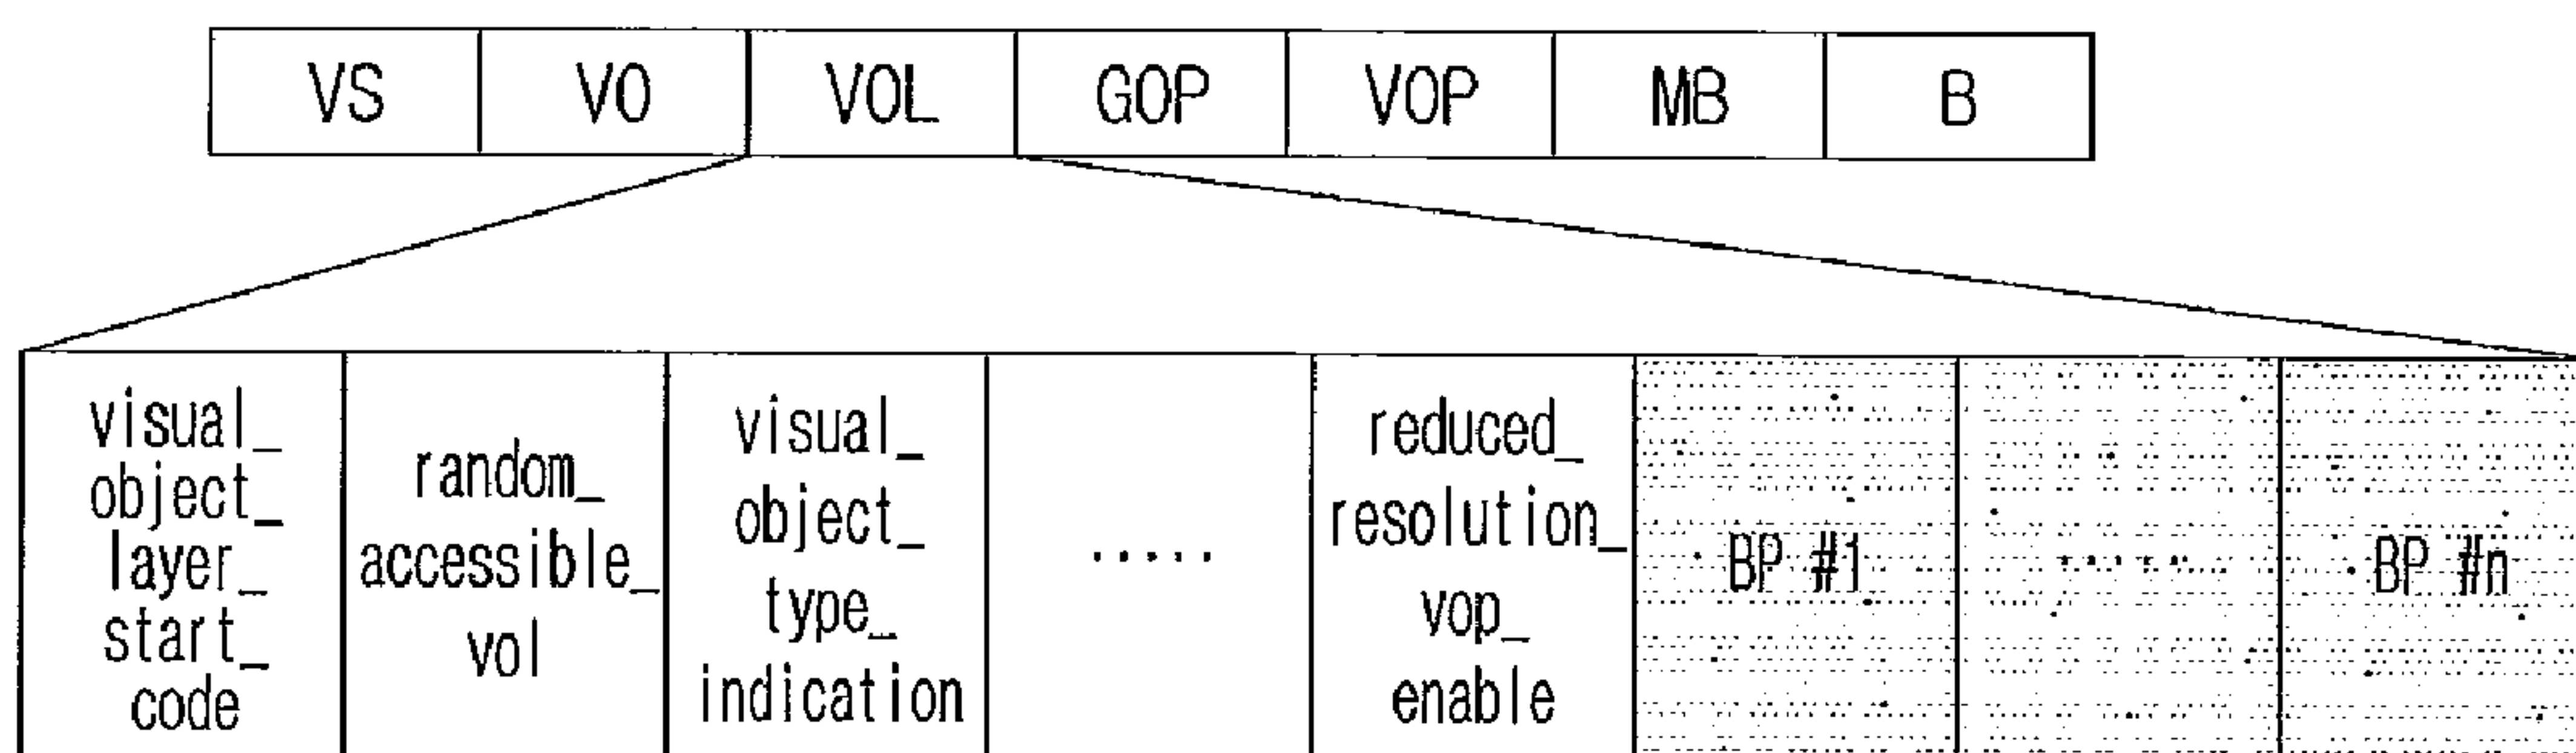 VS VO VOL GOP VOP MB B
visual_
object_
layer_
start_
code
random_
accessible_
vol
visual_
object_
type_
indication
.....
reduced_
resolution_
vop_
enable
BP #1
.....
BP #n